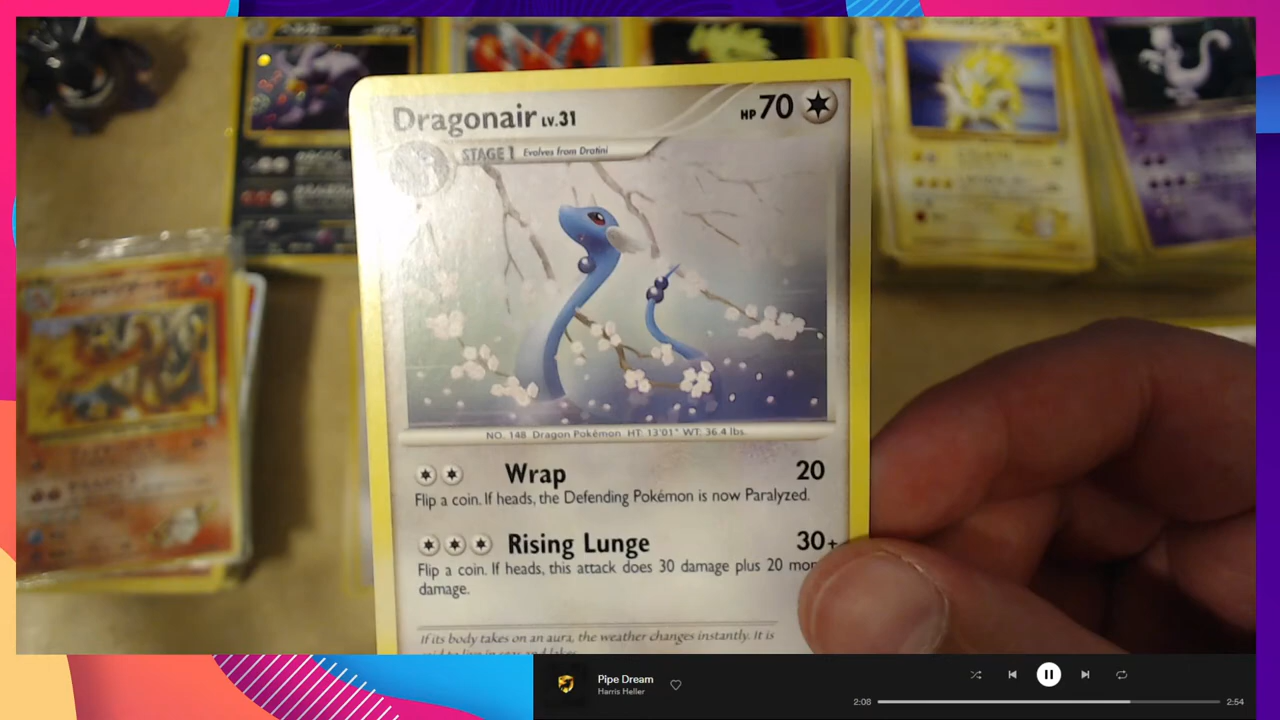 Dragonair LV.31
HP 70
STAGE 1 Evolves from Dratini
NO. 148 Dragon Pokémon HT: 13'01" WT: 36.4 lbs.
Wrap 20
Flip a coin. If heads, the Defending Pokémon is now Paralyzed.
Rising Lunge 30+
Flip a coin. If heads, this attack does 30 damage plus 20 mor
damage.
If its body takes on an aura, the weather changes instantly. It is
Pipe Dream
Harris Heller
2:08
2:54